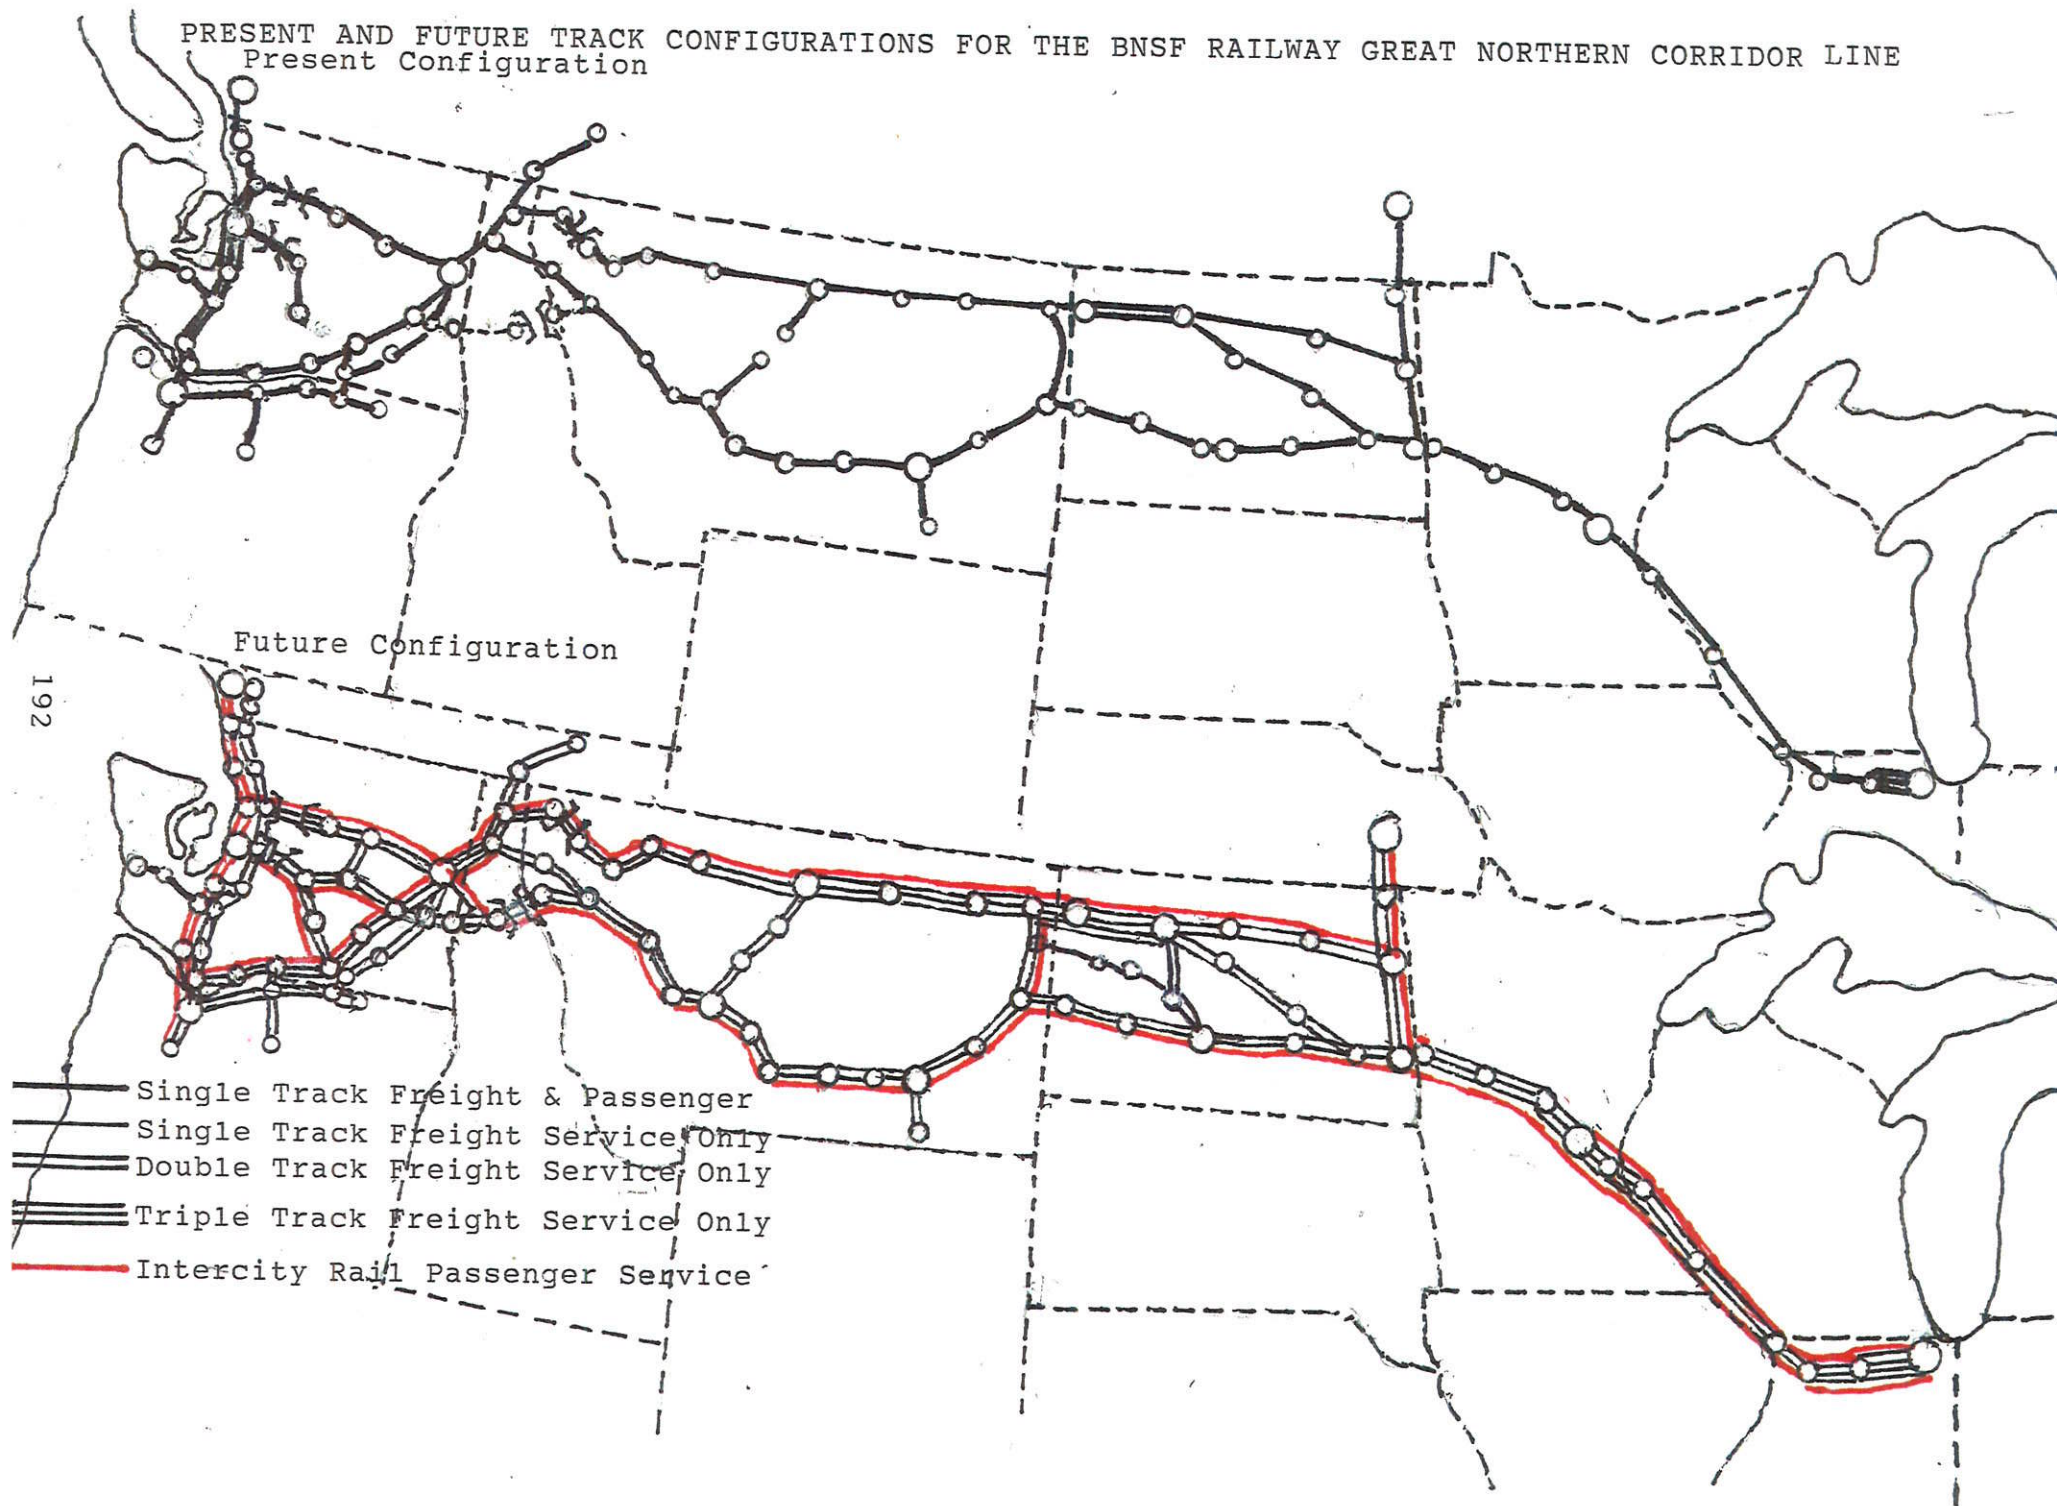 PRESENT AND FUTURE TRACK CONFIGURATIONS FOR THE BNSF RAILWAY GREAT NORTHERN CORRIDOR LINE
Present Configuration
Future Configuration
192
Single Track Freight & Passenger
Single Track Freight Service Only
Double Track Freight Service Only
Triple Track Freight Service Only
Intercity Rail Passenger Service